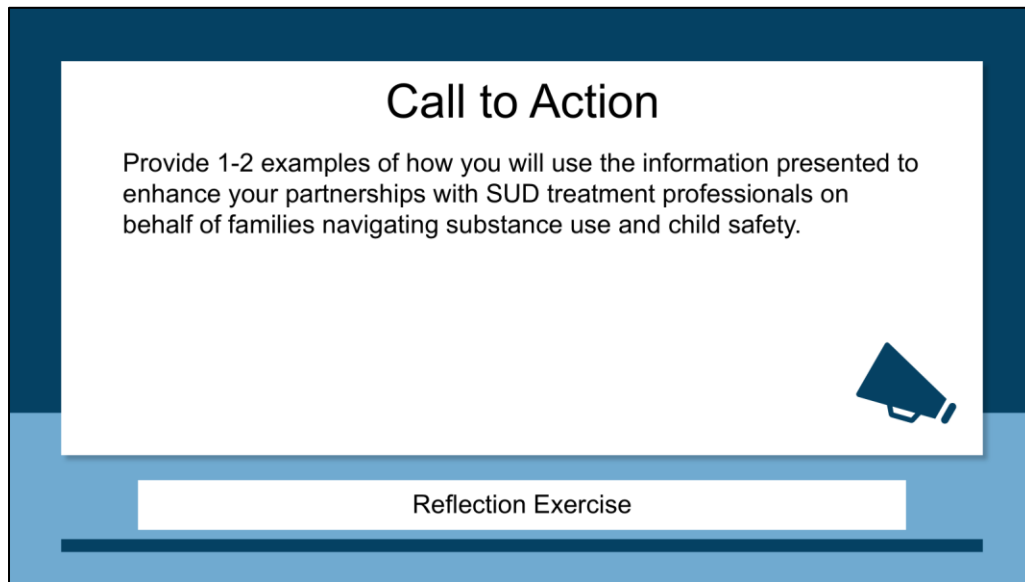 Call to Action
Provide 1-2 examples of how you will use the information presented to
enhance your partnerships with SUD treatment professionals on
behalf of families navigating substance use and child safety.
Reflection Exercise